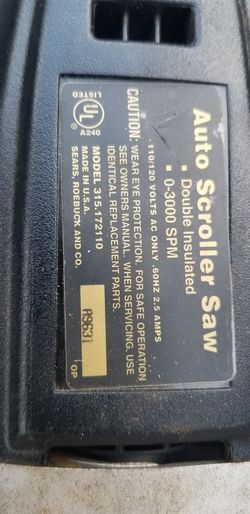 Auto Scroller Saw
• Double Insulated
• 0-3000 SPM
110/120 VOLTS AC ONLY .60HZ 2.5 AMPS
CAUTION: WEAR EYE PROTECTION. FOR SAFE OPERATION
SEE OWNERS MANUAL. WHEN SERVICING, USE
IDENTICAL REPLACEMENT PARTS.
UL
LISTED
A240
MODEL 315.172110
MADE IN U.S.A.
SEARS, ROEBUCK AND CO.
OP